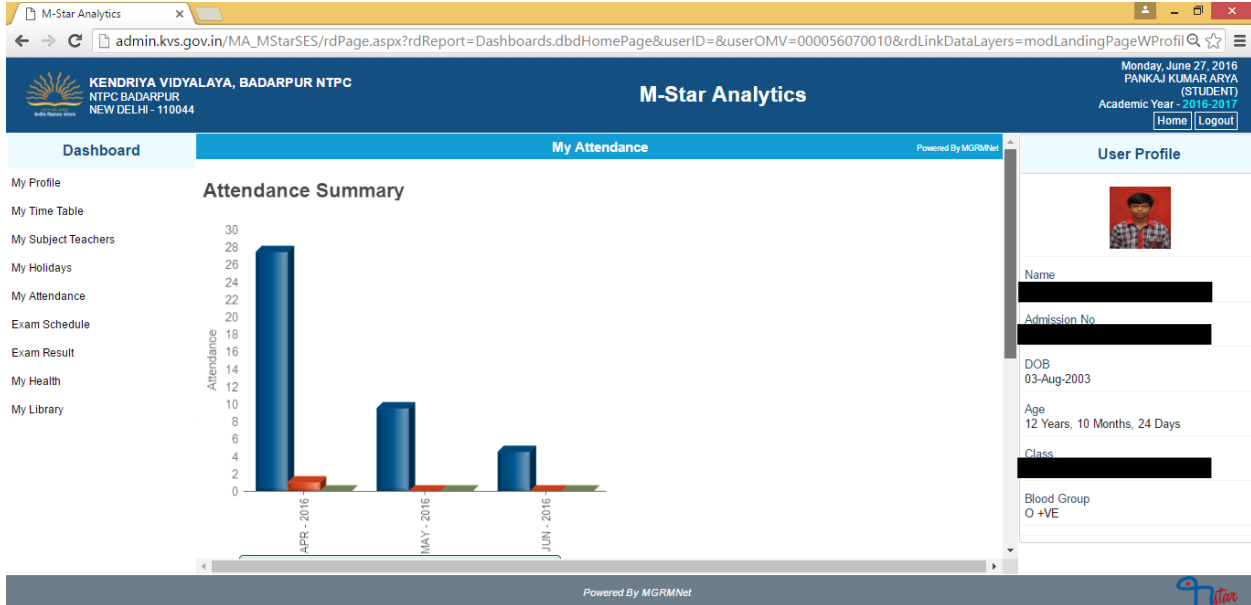 M-Star Analytics
admin.kvs.gov.in/MA_MStarSES/rdPage.aspx?rdReport=Dashboards.dbdHomePage&userID=&userOMV=000056070010&rdLinkDataLayers=modLandingPageWProfil
KENDRIYA VIDYALAYA, BADARPUR NTPC
NTPC BADARPUR
NEW DELHI - 110044
M-Star Analytics
Monday, June 27, 2016
PANKAJ KUMAR ARYA
(STUDENT)
Academic Year - 2016-2017
Home Logout
Dashboard
My Profile
My Time Table
My Subject Teachers
My Holidays
My Attendance
Exam Schedule
Exam Result
My Health
My Library
My Attendance
Powered By MGRMNet
Attendance Summary
Attendance
30
28
26
24
22
20
18
16
14
12
10
8
6
4
2
0
APR - 2016
MAY - 2016
JUN - 2016
User Profile
Name
Admission No
DOB
03-Aug-2003
Age
12 Years, 10 Months, 24 Days
Class
Blood Group
O +VE
Powered By MGRMNet
star